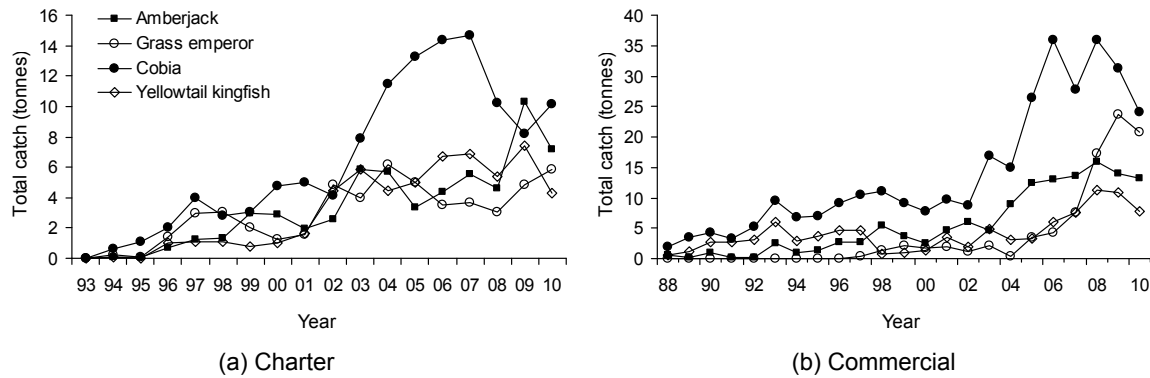 Total catch (tonnes)
16
14
12
10
8
6
4
2
0
Amberjack
Grass emperor
Cobia
Yellowtail kingfish
93 94 95 96 97 98 99 00 01 02 03 04 05 06 07 08 09 10
Year
(a) Charter
Total catch (tonnes)
40
35
30
25
20
15
10
5
0
88 90 92 94 96 98 00 02 04 06 08 10
Year
(b) Commercial